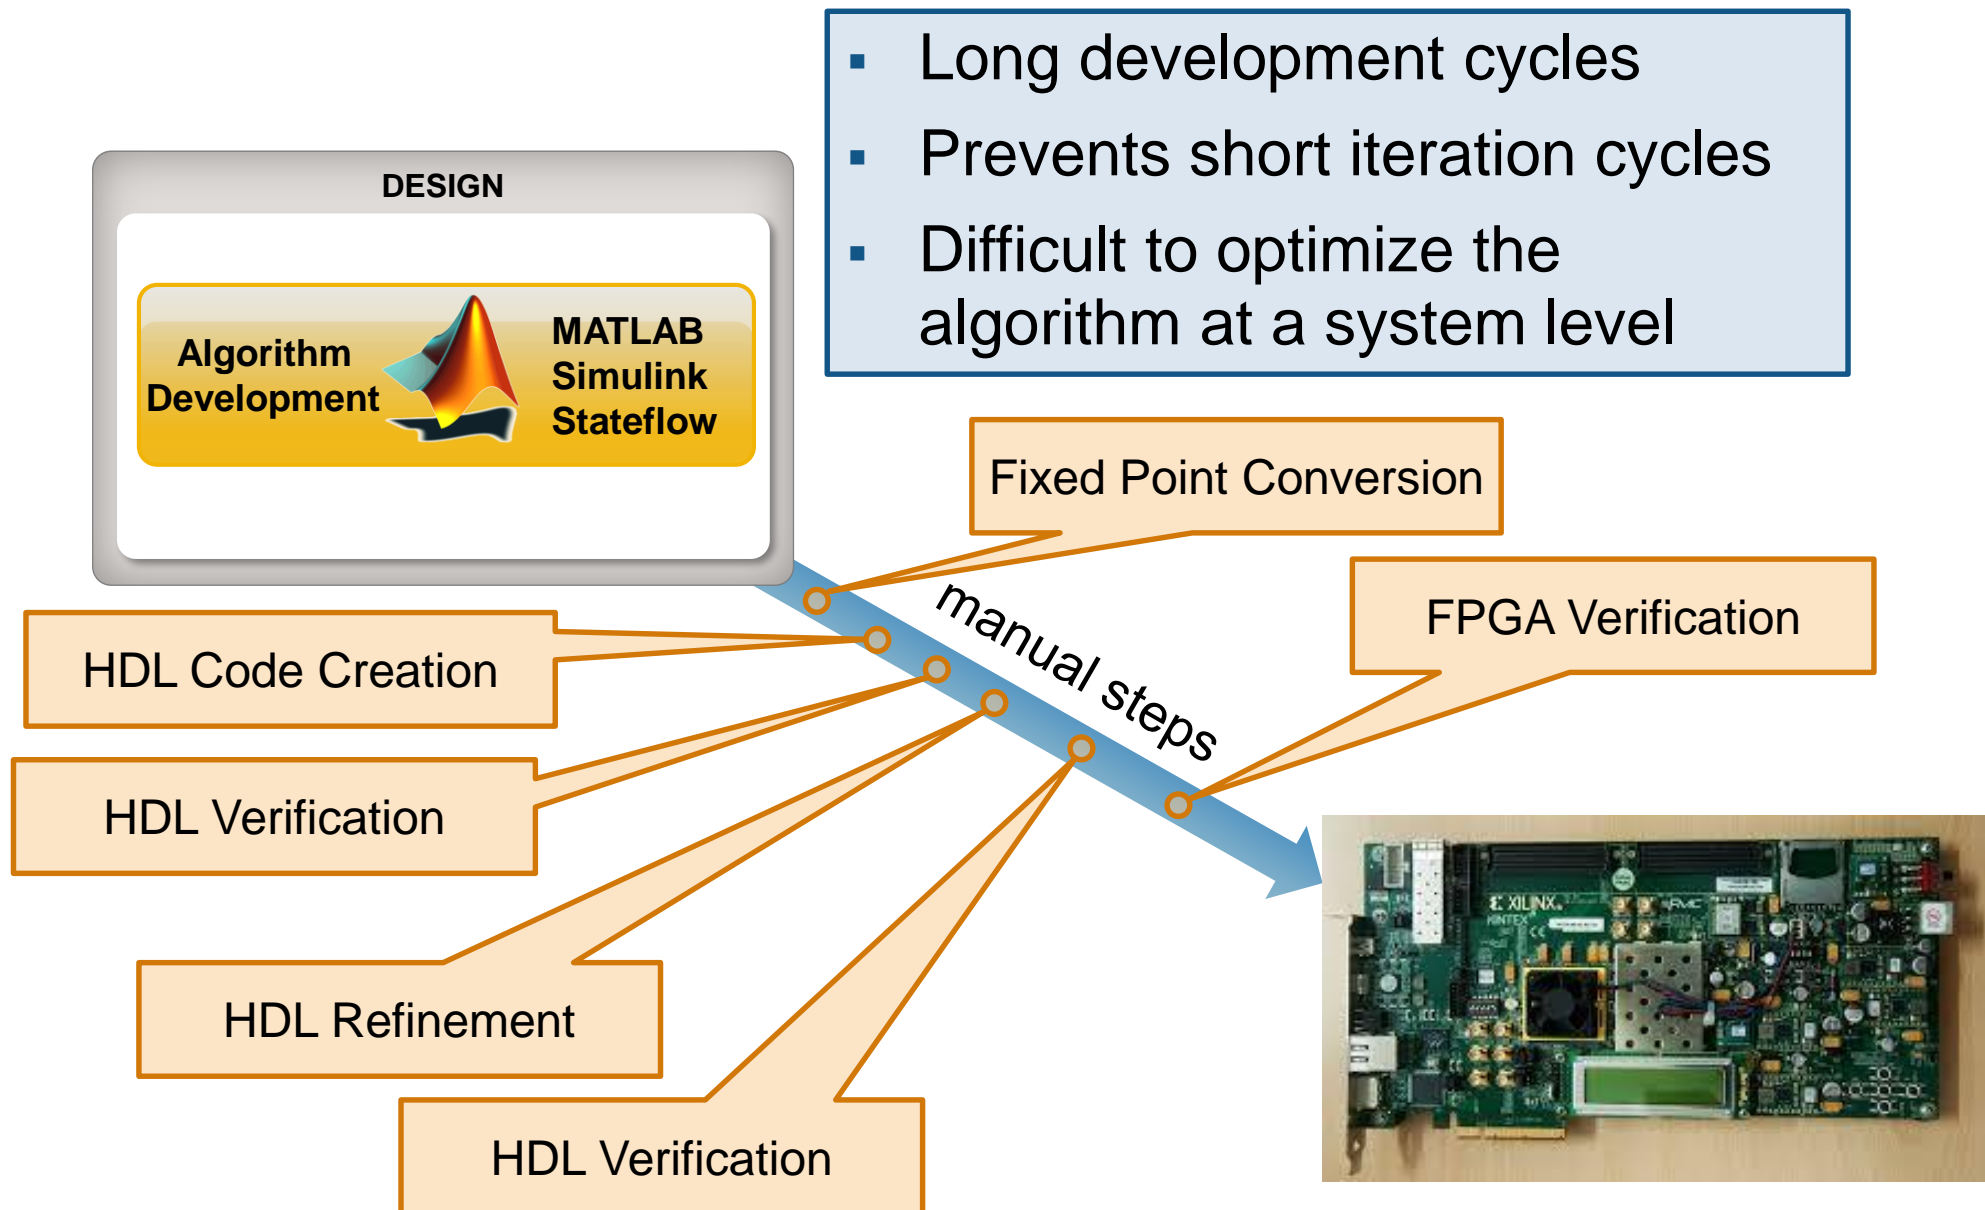 ▪ Long development cycles
▪ Prevents short iteration cycles
▪ Difficult to optimize the
algorithm at a system level
DESIGN
Algorithm
Development
MATLAB
Simulink
Stateflow
Fixed Point Conversion
FPGA Verification
manual steps
HDL Code Creation
HDL Verification
HDL Refinement
HDL Verification
XILINX
KINTEX
FMC